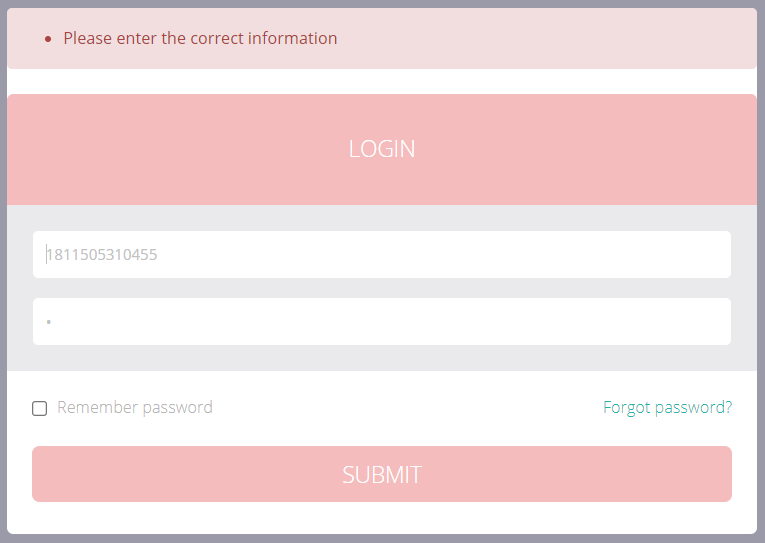 Please enter the correct information
LOGIN
1811505310455
•
Remember password
Forgot password?
SUBMIT